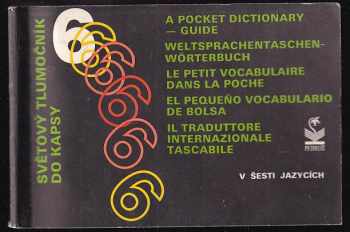 SVĚTOVÝ TLUMOČNÍK
DO KAPSY
6
A POCKET DICTIONARY
— GUIDE
WELTSPRACHENTASCHEN-
WÖRTERBUCH
LE PETIT VOCABULAIRE
DANS LA POCHE
EL PEQUEÑO VOCABULARIO
DE BOLSA
IL TRADUTTORE
INTERNAZIONALE
TASCABILE
V ŠESTI JAZYCÍCH